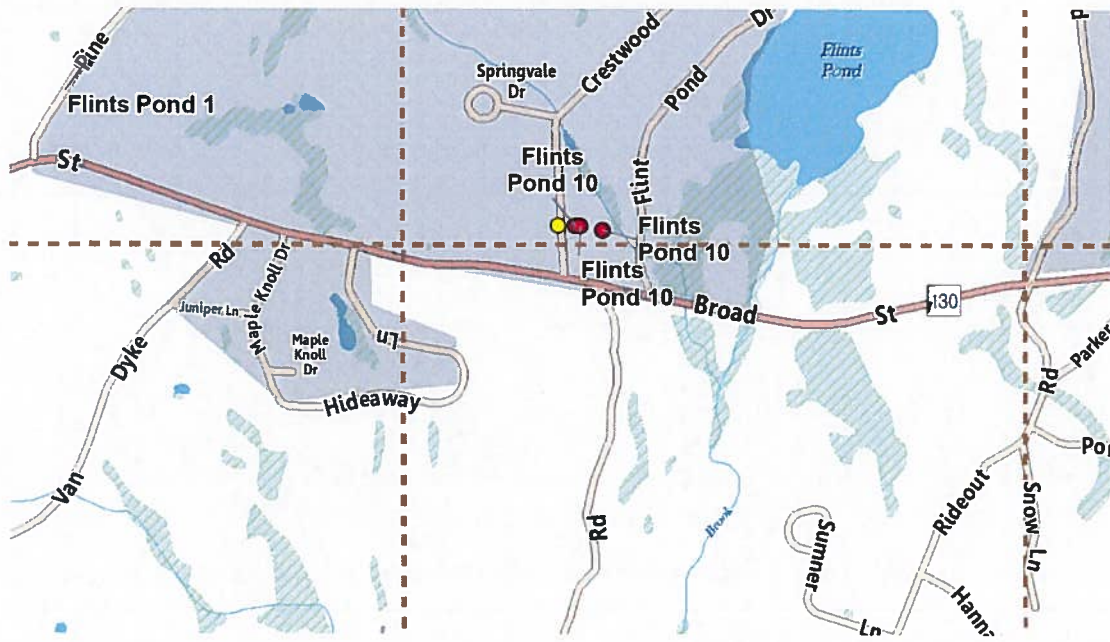 Pine
Flints Pond 1
St
Springvale
Dr
Crestwood
Pond
Dr
Flints
Pond
Flints
Pond 10
Flint
Flints
Pond 10
Flints
Pond 10
Broad
St
130
Rd
Juniper Ln
Maple Knoll Dr
Maple
Knoll
Dr
Ln
Hideaway
Dyke
Van
Rd
Brook
Sumner
Ln
Rideout
Rd
Parker
Snow Ln